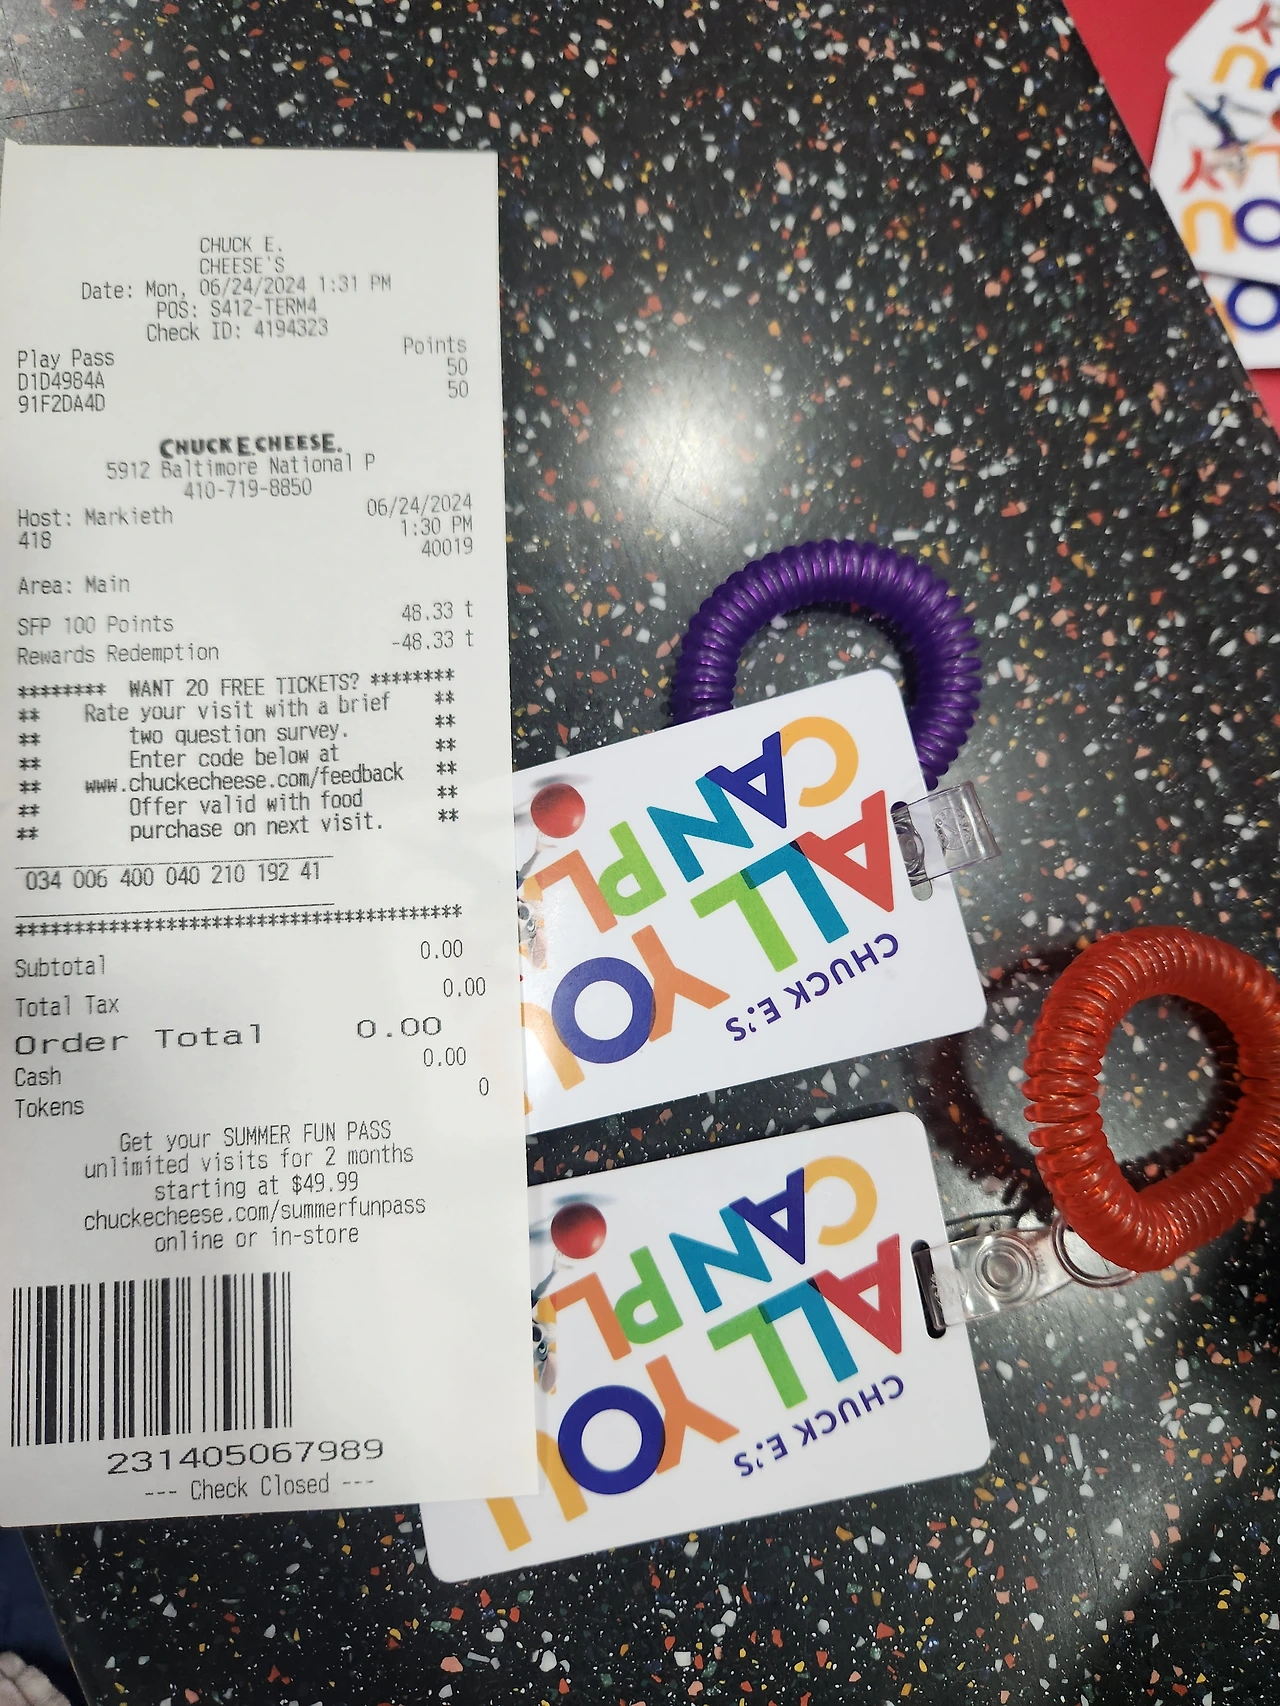 CHUCK E.
CHEESE'S
Date: Mon, 06/24/2024 1:31 PM
POS: S412-TERM4
Check ID: 4194323
Play Pass Points
D1D4984A 50
91F2DA4D 50
CHUCK E. CHEESE.
5912 Baltimore National P
410-719-8850
Host: Markieth 06/24/2024
418 1:30 PM
40019
Area: Main
SFP 100 Points 48.33 t
Rewards Redemption -48.33 t
******** WANT 20 FREE TICKETS? ********
** Rate your visit with a brief **
** two question survey. **
** Enter code below at **
** www.chuckecheese.com/feedback **
** Offer valid with food **
** purchase on next visit. **
034 006 400 040 210 192 41
****************************************
Subtotal 0.00
Total Tax 0.00
Order Total 0.00
Cash 0.00
Tokens 0
Get your SUMMER FUN PASS
unlimited visits for 2 months
starting at $49.99
chuckecheese.com/summerfunpass
online or in-store
231405067989
--- Check Closed ---
CHUCK E.'S
ALL
YOU
CAN
PL
CHUCK E.'S
ALL
YOU
CAN
PL